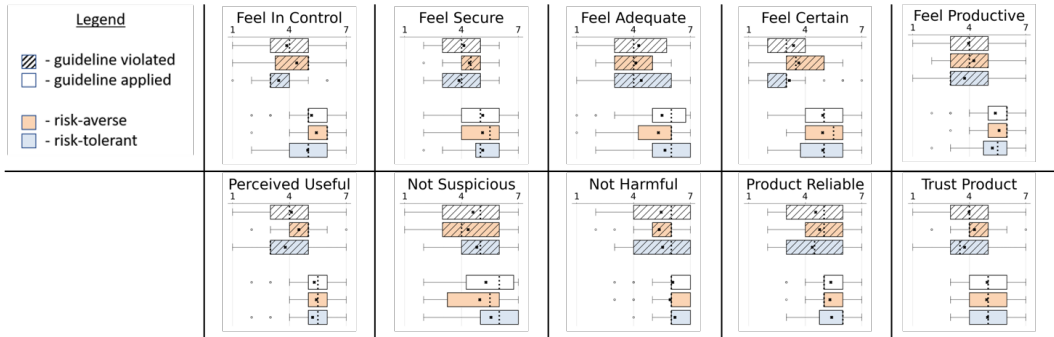 Legend
- guideline violated
- guideline applied
- risk-averse
- risk-tolerant
Feel In Control
1 4 7
Feel Secure
1 4 7
Feel Adequate
1 4 7
Feel Certain
1 4 7
Feel Productive
1 4 7
Perceived Useful
1 4 7
Not Suspicious
1 4 7
Not Harmful
1 4 7
Product Reliable
1 4 7
Trust Product
1 4 7